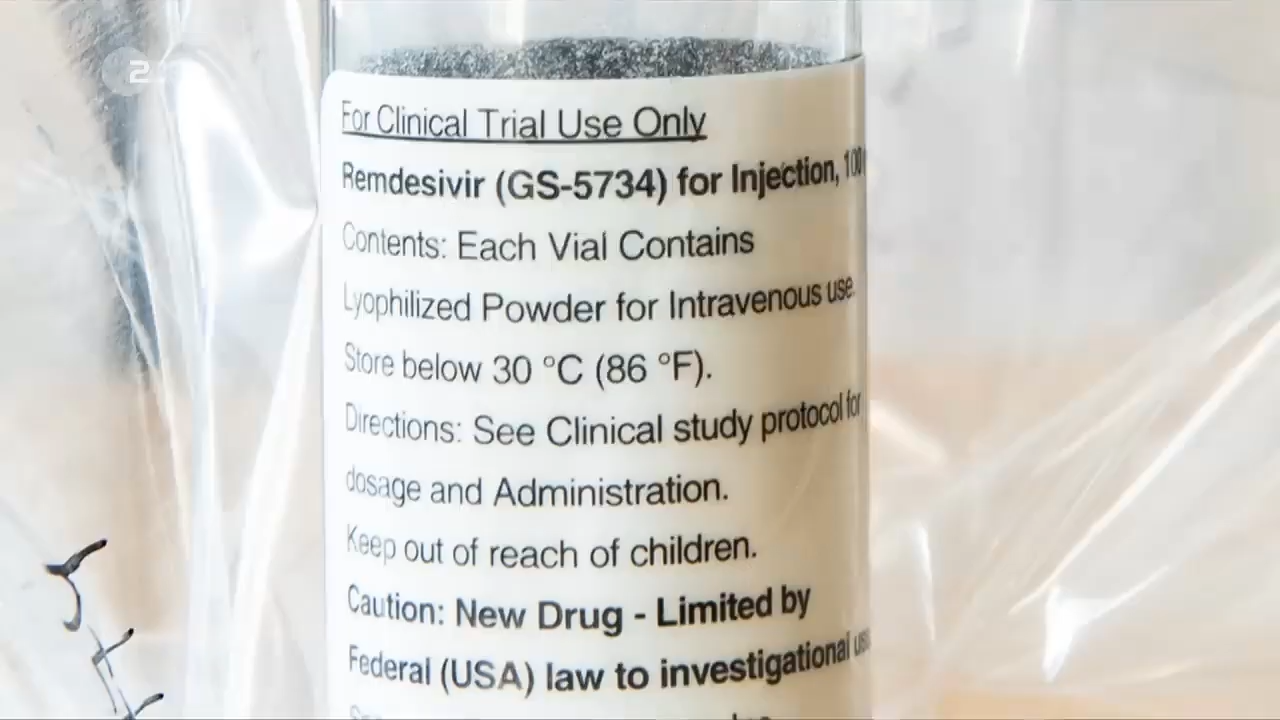 2
For Clinical Trial Use Only
Remdesivir (GS-5734) for Injection, 100
Contents: Each Vial Contains
Lyophilized Powder for Intravenous use.
Store below 30 °C (86 °F).
Directions: See Clinical study protocol for
dosage and Administration.
Keep out of reach of children.
Caution: New Drug - Limited by
Federal (USA) law to investigational